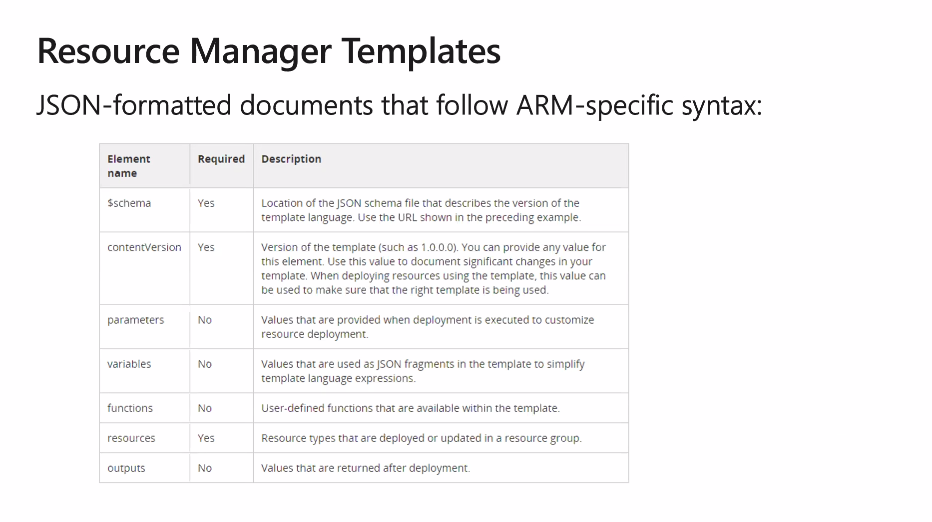 Resource Manager Templates
JSON-formatted documents that follow ARM-specific syntax:
Element name Required Description
$schema Yes Location of the JSON schema file that describes the version of the
template language. Use the URL shown in the preceding example.
contentVersion Yes Version of the template (such as 1.0.0.0). You can provide any value for
this element. Use this value to document significant changes in your
template. When deploying resources using the template, this value can
be used to make sure that the right template is being used.
parameters No Values that are provided when deployment is executed to customize
resource deployment.
variables No Values that are used as JSON fragments in the template to simplify
template language expressions.
functions No User-defined functions that are available within the template.
resources Yes Resource types that are deployed or updated in a resource group.
outputs No Values that are returned after deployment.